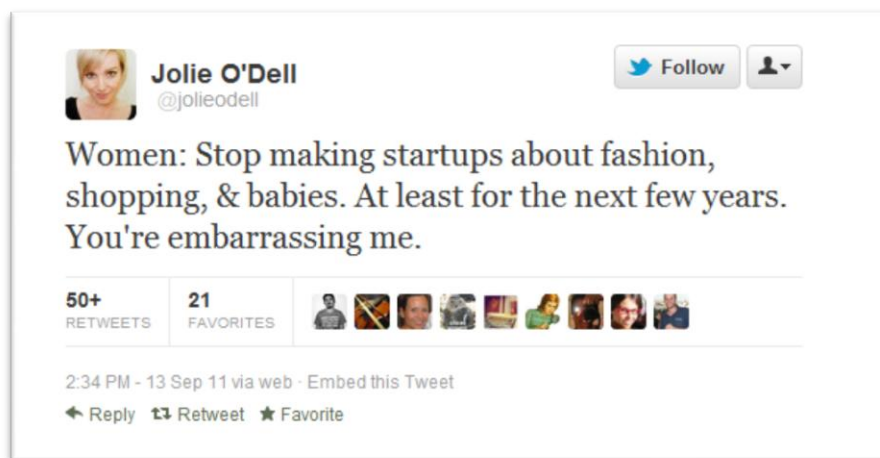 Jolie O'Dell
@jolieodell
Follow
Women: Stop making startups about fashion,
shopping, & babies. At least for the next few years.
You're embarrassing me.
50+
RETWEETS
21
FAVORITES
2:34 PM - 13 Sep 11 via web · Embed this Tweet
Reply Retweet Favorite